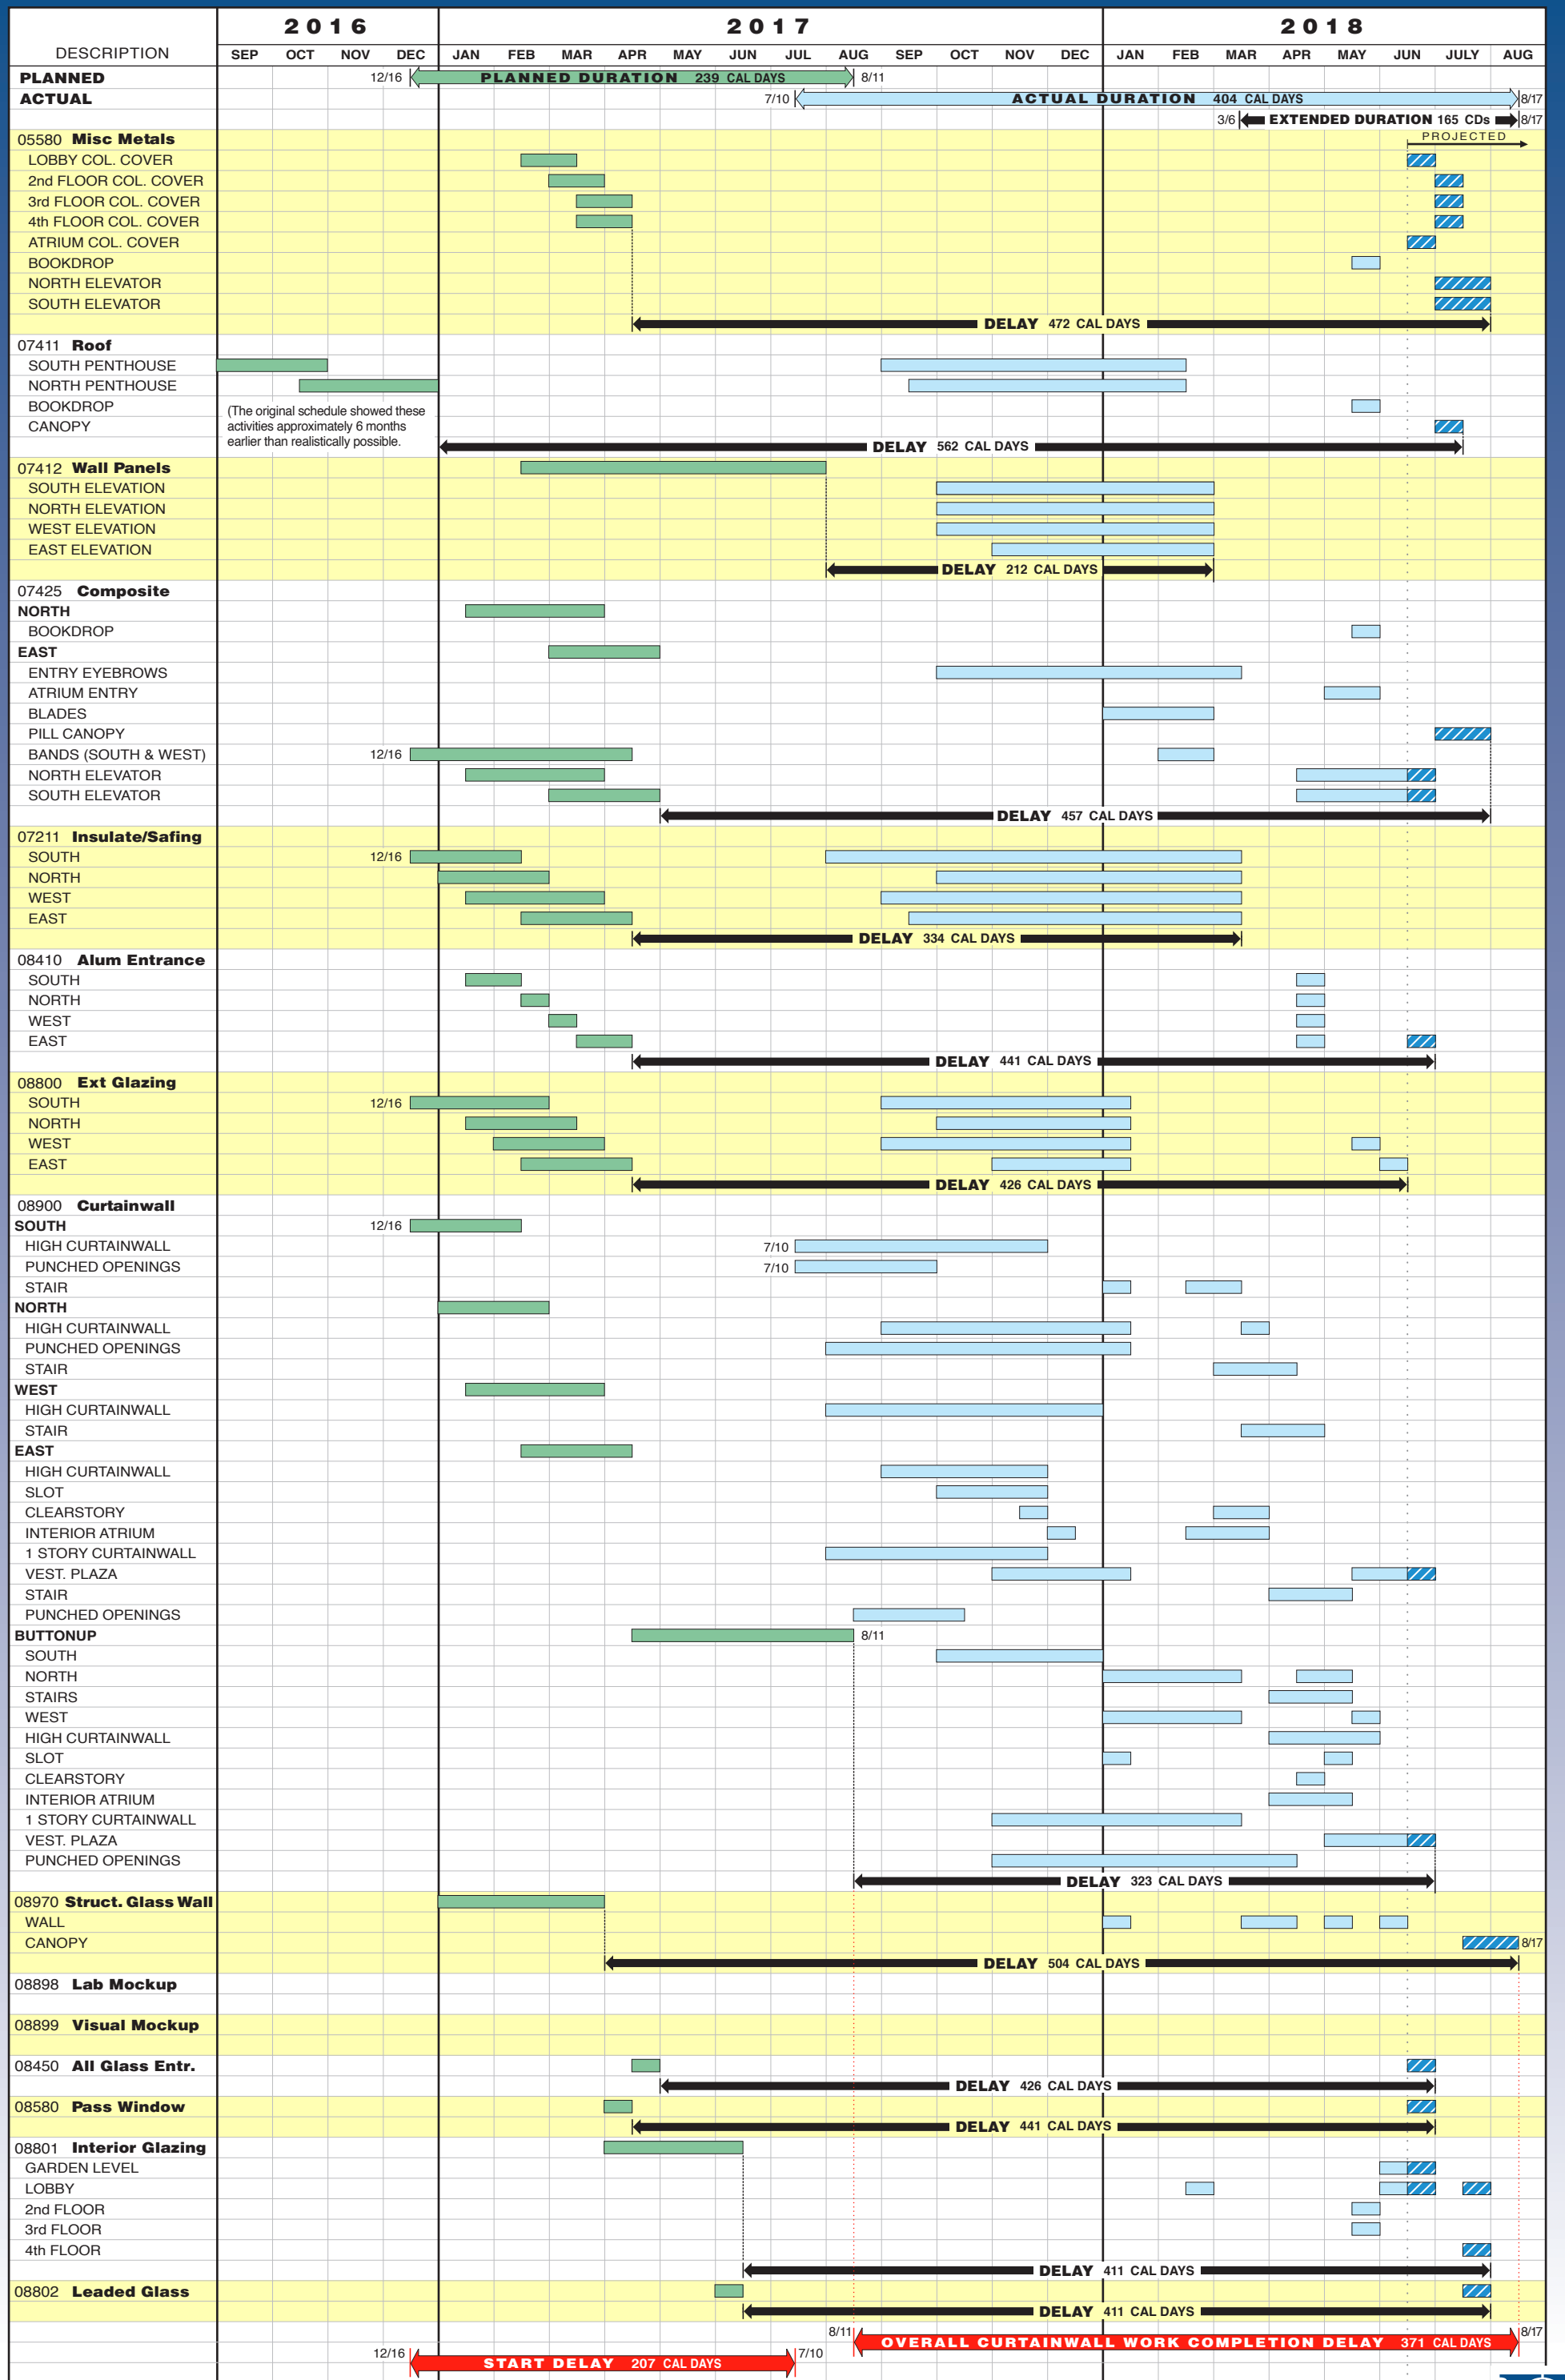 2016 2017 2018
DESCRIPTION SEP OCT NOV DEC JAN FEB MAR APR MAY JUN JUL AUG SEP OCT NOV DEC JAN FEB MAR APR MAY JUN JULY AUG
PLANNED 12/16 PLANNED DURATION 239 CAL DAYS 8/11
ACTUAL 7/10 ACTUAL DURATION 404 CAL DAYS 8/17
3/6 EXTENDED DURATION 165 CDs 8/17
05580 Misc Metals PROJECTED
LOBBY COL. COVER
2nd FLOOR COL. COVER
3rd FLOOR COL. COVER
4th FLOOR COL. COVER
ATRIUM COL. COVER
BOOKDROP
NORTH ELEVATOR
SOUTH ELEVATOR
DELAY 472 CAL DAYS
07411 Roof
SOUTH PENTHOUSE
NORTH PENTHOUSE
BOOKDROP (The original schedule showed these
CANOPY activities approximately 6 months
earlier than realistically possible.
DELAY 562 CAL DAYS
07412 Wall Panels
SOUTH ELEVATION
NORTH ELEVATION
WEST ELEVATION
EAST ELEVATION
DELAY 212 CAL DAYS
07425 Composite
NORTH
BOOKDROP
EAST
ENTRY EYEBROWS
ATRIUM ENTRY
BLADES
PILL CANOPY
BANDS (SOUTH & WEST) 12/16
NORTH ELEVATOR
SOUTH ELEVATOR
DELAY 457 CAL DAYS
07211 Insulate/Safing
SOUTH 12/16
NORTH
WEST
EAST
DELAY 334 CAL DAYS
08410 Alum Entrance
SOUTH
NORTH
WEST
EAST
DELAY 441 CAL DAYS
08800 Ext Glazing
SOUTH 12/16
NORTH
WEST
EAST
DELAY 426 CAL DAYS
08900 Curtainwall
SOUTH 12/16
HIGH CURTAINWALL 7/10
PUNCHED OPENINGS 7/10
STAIR
NORTH
HIGH CURTAINWALL
PUNCHED OPENINGS
STAIR
WEST
HIGH CURTAINWALL
STAIR
EAST
HIGH CURTAINWALL
SLOT
CLEARSTORY
INTERIOR ATRIUM
1 STORY CURTAINWALL
VEST. PLAZA
STAIR
PUNCHED OPENINGS
BUTTONUP 8/11
SOUTH
NORTH
STAIRS
WEST
HIGH CURTAINWALL
SLOT
CLEARSTORY
INTERIOR ATRIUM
1 STORY CURTAINWALL
VEST. PLAZA
PUNCHED OPENINGS
DELAY 323 CAL DAYS
08970 Struct. Glass Wall
WALL
CANOPY 8/17
DELAY 504 CAL DAYS
08898 Lab Mockup
08899 Visual Mockup
08450 All Glass Entr.
DELAY 426 CAL DAYS
08580 Pass Window
DELAY 441 CAL DAYS
08801 Interior Glazing
GARDEN LEVEL
LOBBY
2nd FLOOR
3rd FLOOR
4th FLOOR
DELAY 411 CAL DAYS
08802 Leaded Glass
DELAY 411 CAL DAYS
8/11 OVERALL CURTAINWALL WORK COMPLETION DELAY 371 CAL DAYS 8/17
12/16 START DELAY 207 CAL DAYS 7/10